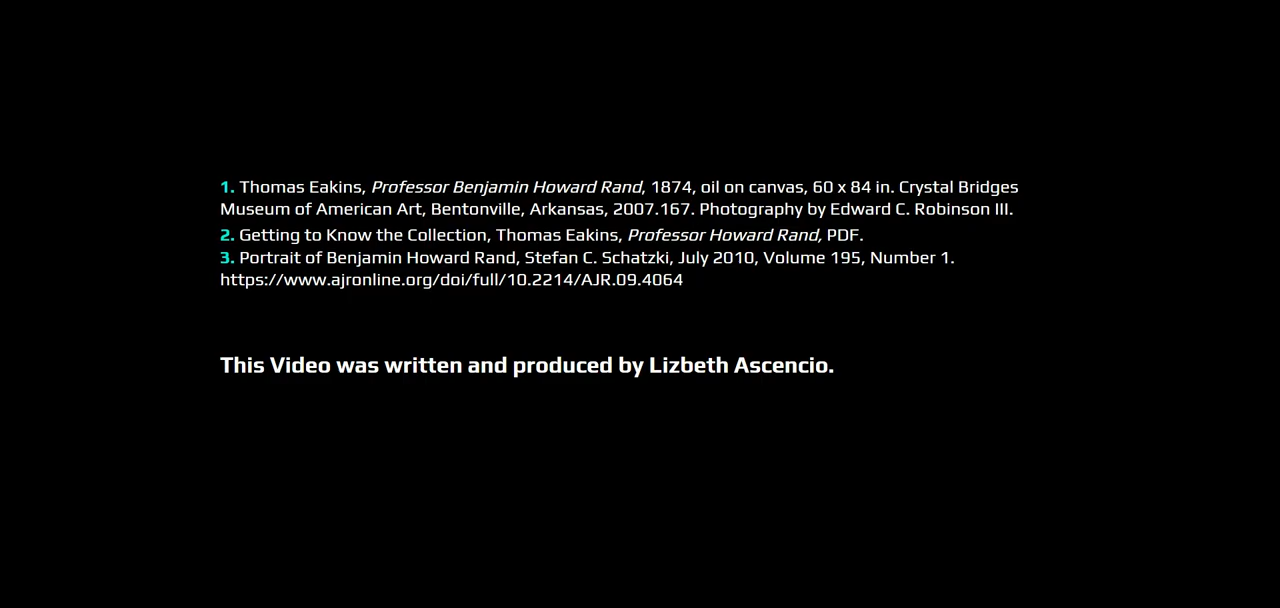 1. Thomas Eakins, Professor Benjamin Howard Rand, 1874, oil on canvas, 60 x 84 in. Crystal Bridges
Museum of American Art, Bentonville, Arkansas, 2007.167. Photography by Edward C. Robinson III.
2. Getting to Know the Collection, Thomas Eakins, Professor Howard Rand, PDF.
3. Portrait of Benjamin Howard Rand, Stefan C. Schatzki, July 2010, Volume 195, Number 1.
https://www.ajronline.org/doi/full/10.2214/AJR.09.4064
This Video was written and produced by Lizbeth Ascencio.